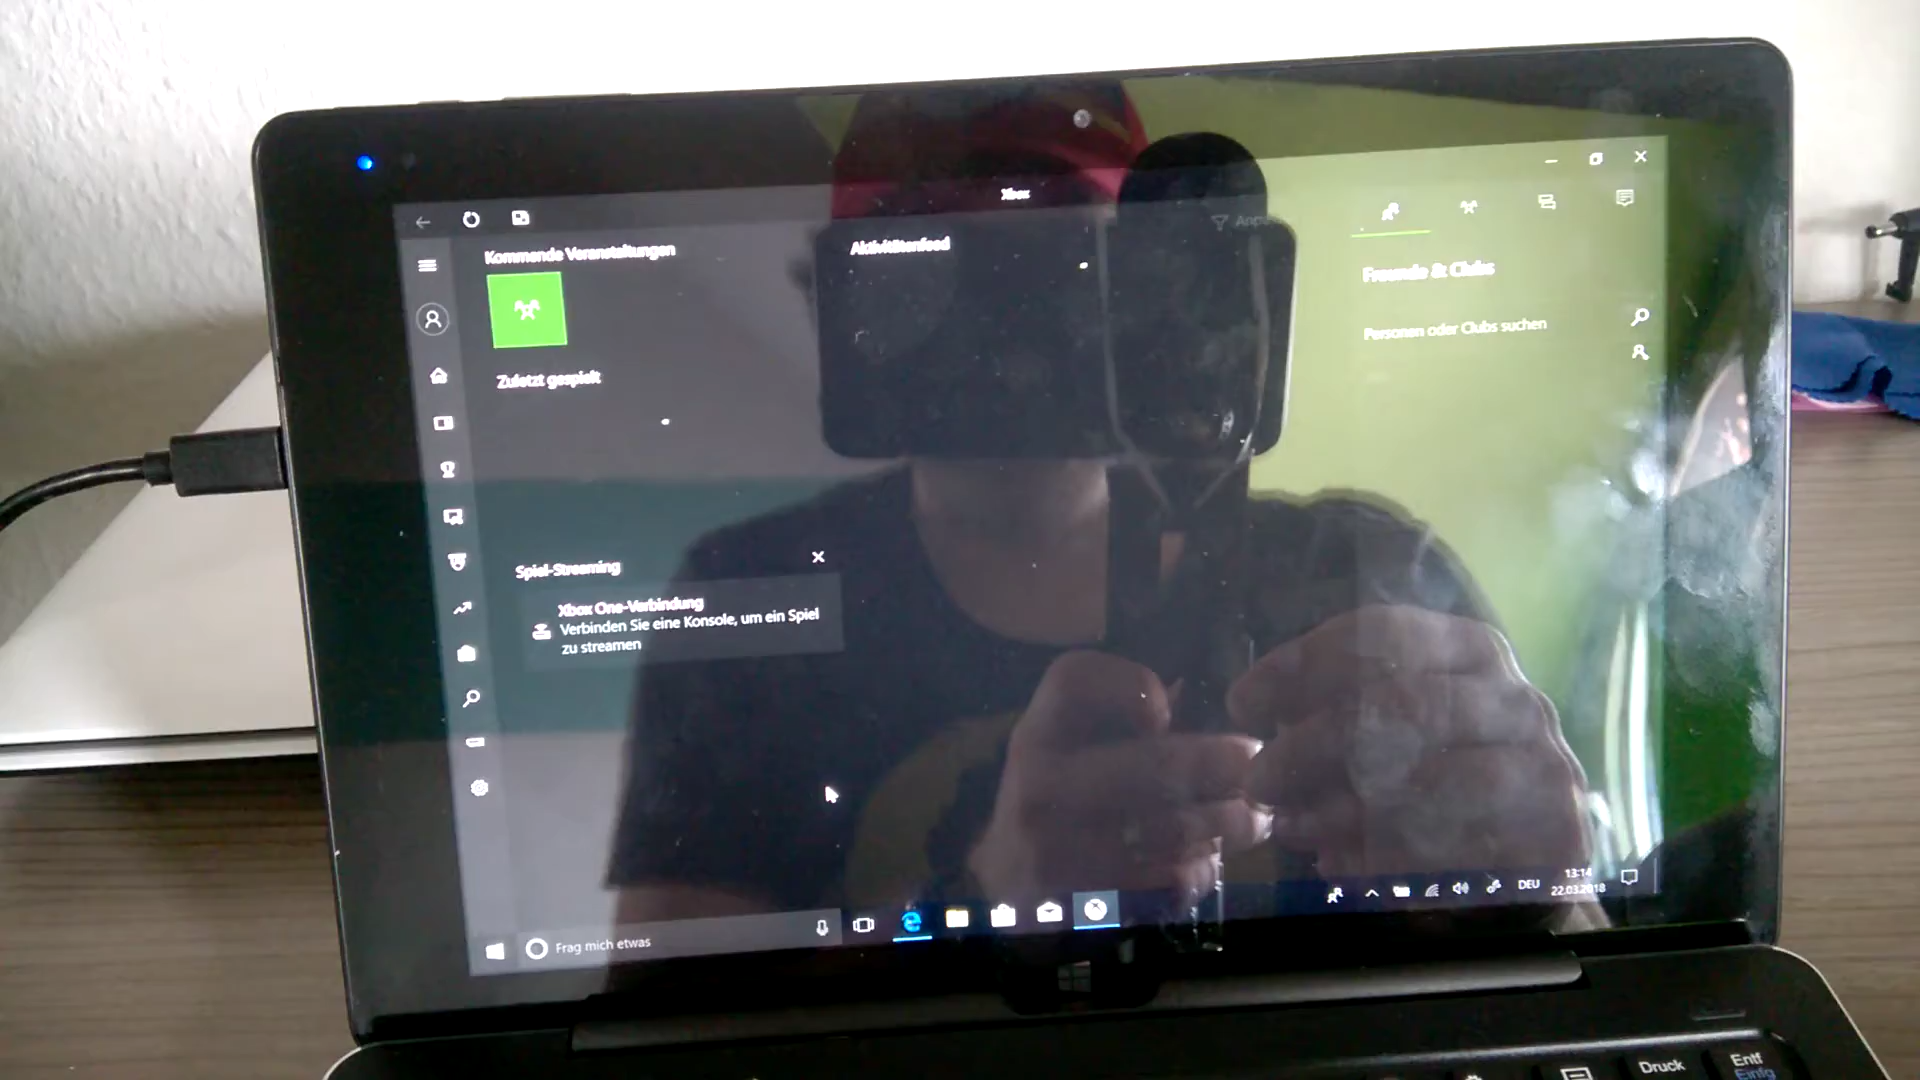 Xbox
Kommende Veranstaltungen
Aktivitätenfeed
Freunde & Clubs
Personen oder Clubs suchen
Zuletzt gespielt
Spiel-Streaming
Xbox One-Verbindung
Verbinden Sie eine Konsole, um ein Spiel
zu streamen
Frag mich etwas
DEU
13:14
22.03.2018
Druck
Entf
Einfg